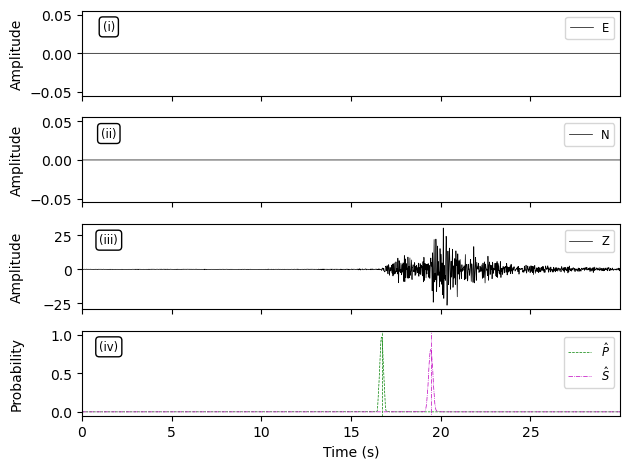 (i)
E
0.05
0.00
−0.05
Amplitude
(ii)
N
0.05
0.00
−0.05
Amplitude
(iii)
Z
25
0
−25
Amplitude
(iv)
P̂
Ŝ
1.0
0.5
0.0
Probability
0 5 10 15 20 25
Time (s)